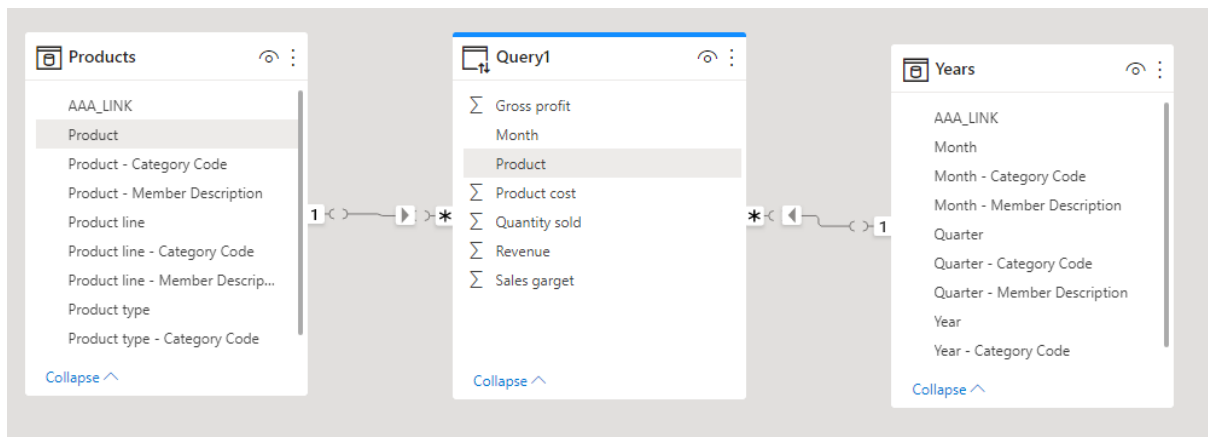 Products
AAA_LINK
Product
Product - Category Code
Product - Member Description
Product line
Product line - Category Code
Product line - Member Descrip...
Product type
Product type - Category Code
Collapse
1
*
Query1
Gross profit
Month
Product
Product cost
Quantity sold
Revenue
Sales garget
Collapse
*
1
Years
AAA_LINK
Month
Month - Category Code
Month - Member Description
Quarter
Quarter - Category Code
Quarter - Member Description
Year
Year - Category Code
Collapse